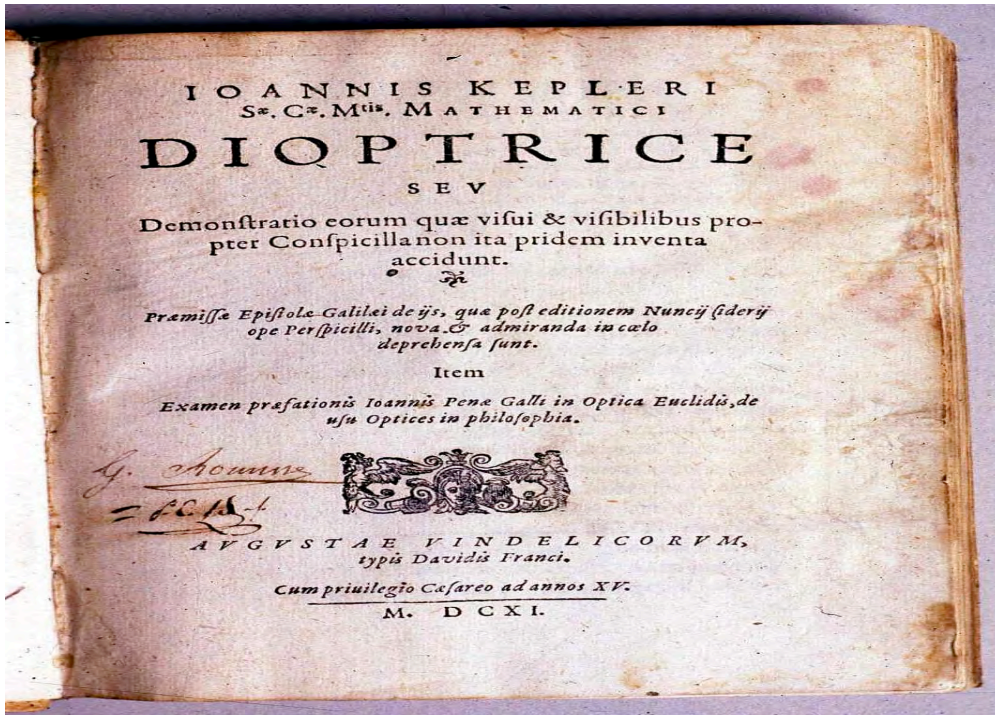 IOANNIS KEPLERI
Sæ. Cæ. Mtis. MATHEMATICI
DIOPTRICE
SEV
Demonſtratio eorum quæ viſui & viſibilibus pro-
pter Conſpicilla non ita pridem inventa
accidunt.
Præmiſſæ Epiſtolæ Galilæi de ijs, quæ poſt editionem Nuncij ſiderij
ope Perſpicilli, nova & admiranda in cœlo
deprehenſa ſunt.
Item
Examen præfationis Ioannis Penæ Galli in Optica Euclidis, de
uſu Optices in philoſophia.
G.
AVGVSTAE VINDELICORVM,
typis Davidis Franci.
Cum priuilegio Cæſareo ad annos XV.
M. DCXI.